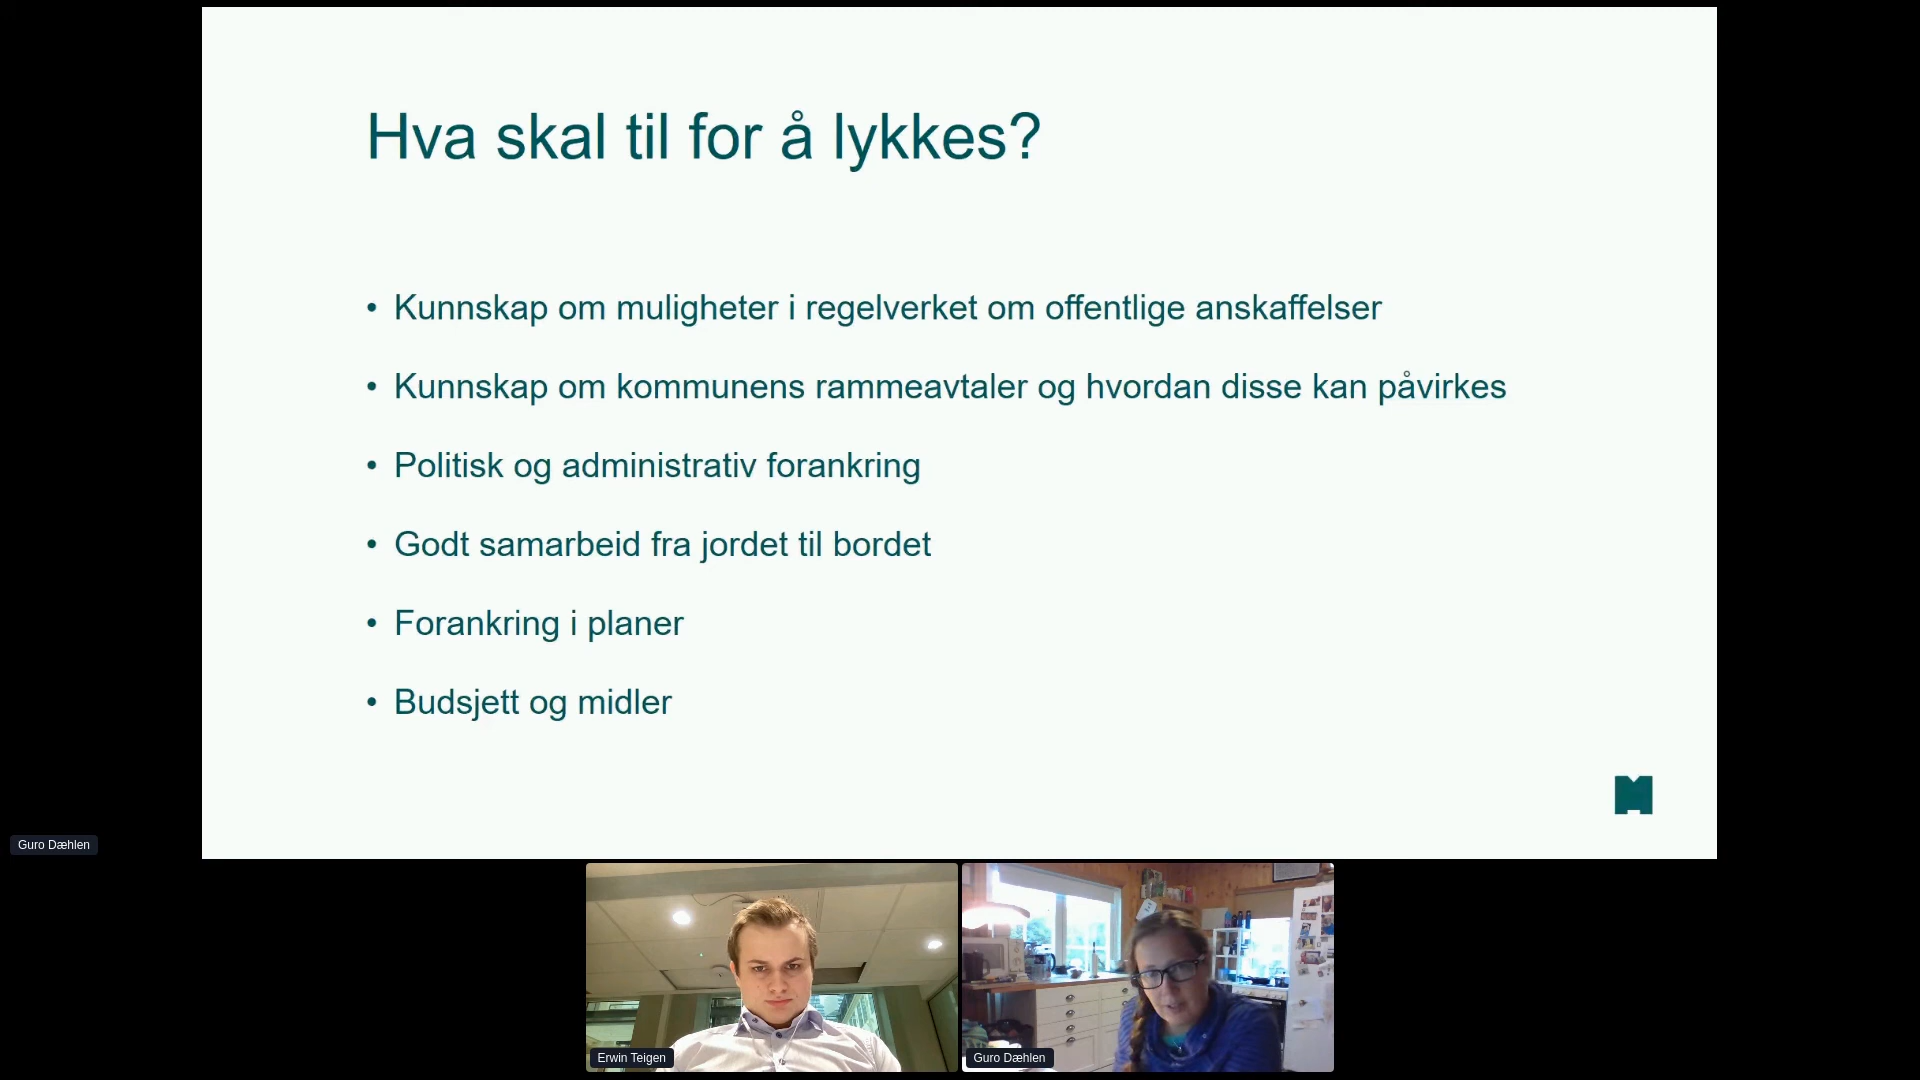 Hva skal til for å lykkes?
• Kunnskap om muligheter i regelverket om offentlige anskaffelser
• Kunnskap om kommunens rammeavtaler og hvordan disse kan påvirkes
• Politisk og administrativ forankring
• Godt samarbeid fra jordet til bordet
• Forankring i planer
• Budsjett og midler
Guro Dæhlen
Erwin Teigen
Guro Dæhlen